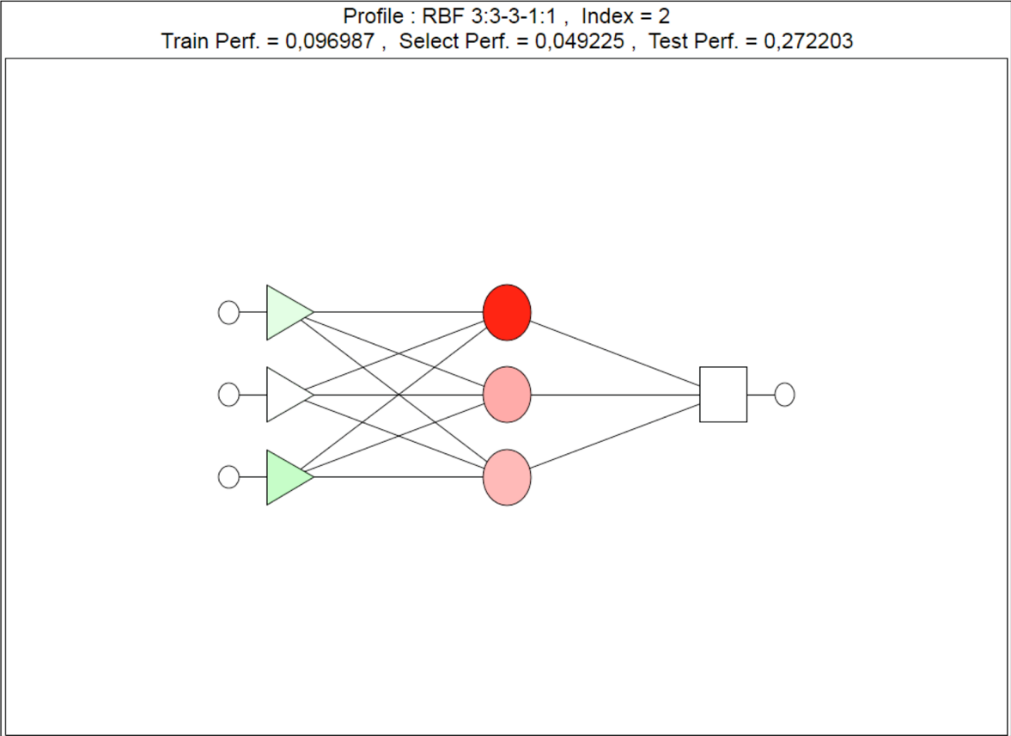 Profile : RBF 3:3-3-1:1 , Index = 2
Train Perf. = 0,096987 , Select Perf. = 0,049225 , Test Perf. = 0,272203